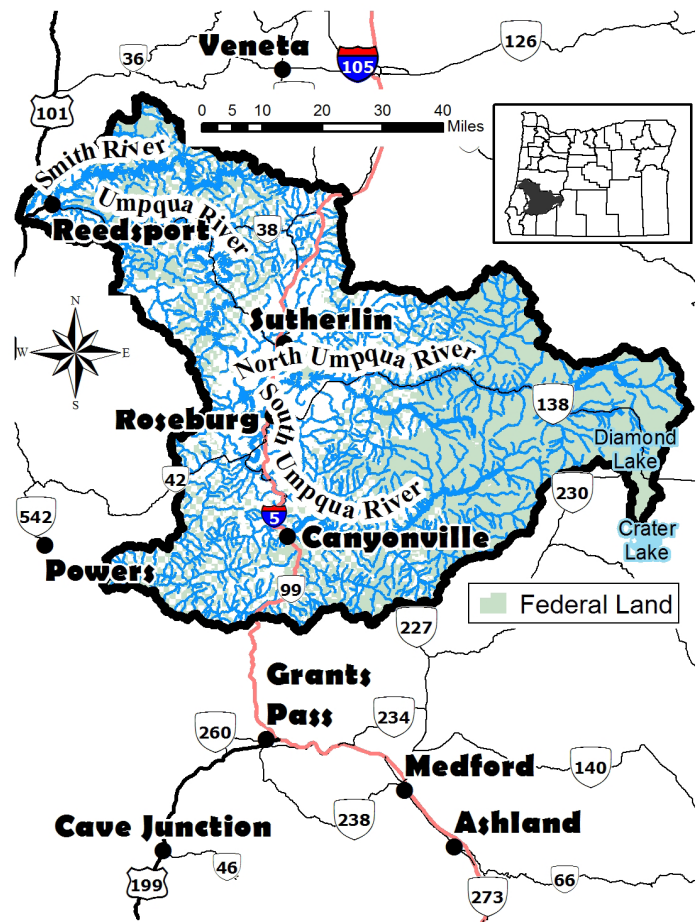 Veneta
36
126
105
101
0 5 10 20 30 40 Miles
Smith River
Umpqua River
Reedsport
38
N
W E
S
Sutherlin
North Umpqua River
South Umpqua River
Roseburg
138
Diamond
Lake
42
230
542
5
Canyonville
Crater
Lake
Powers
99
Federal Land
227
Grants
Pass
260
234
Medford
140
238
Cave Junction
Ashland
46
66
199
273